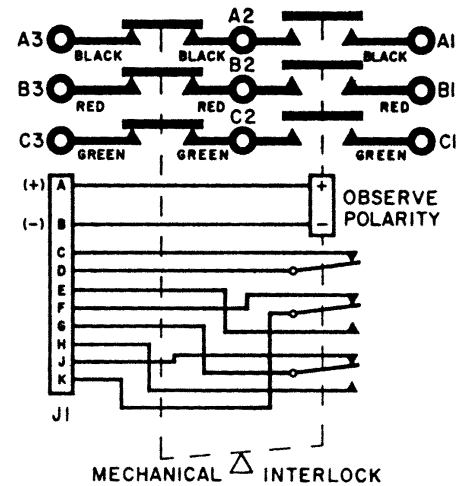 A3 BLACK BLACK A2 BLACK A1
B3 RED RED B2 RED B1
C3 GREEN GREEN C2 GREEN C1
(+) A + OBSERVE
(-) B - POLARITY
C
D
E
F
G
H
J
K
J1
MECHANICAL INTERLOCK